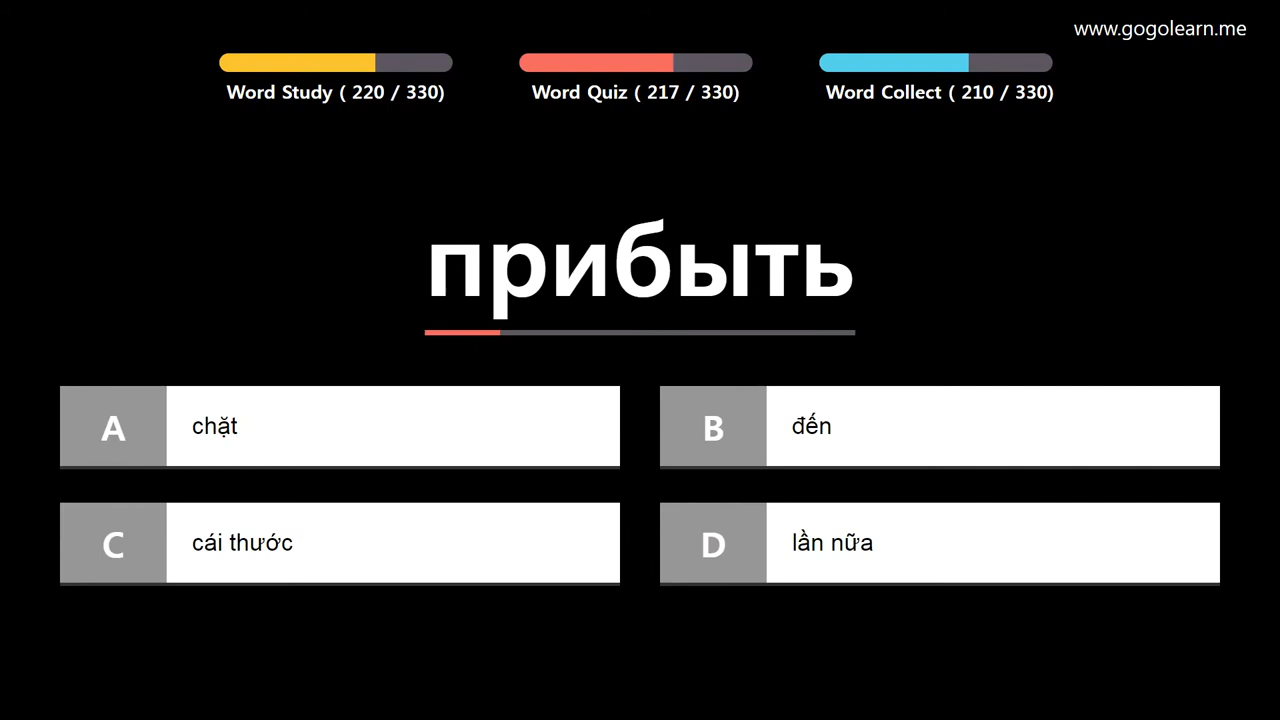 www.gogolearn.me
Word Study ( 220 / 330)
Word Quiz ( 217 / 330)
Word Collect ( 210 / 330)
прибыть
A
chặt
B
đến
C
cái thước
D
lần nữa